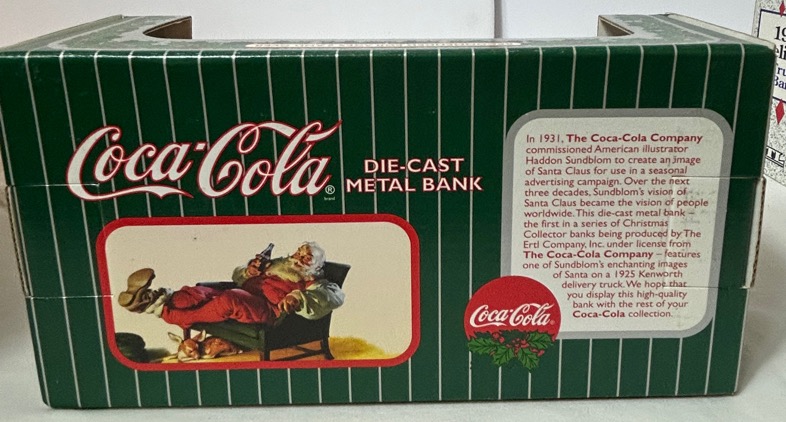 Coca-Cola®
brand
DIE-CAST
METAL BANK
In 1931, The Coca-Cola Company
commissioned American illustrator
Haddon Sundblom to create an image
of Santa Claus for use in a seasonal
advertising campaign. Over the next
three decades, Sundblom's vision of
Santa Claus became the vision of people
worldwide. This die-cast metal bank –
the first in a series of Christmas
Collector banks being produced by The
Ertl Company, Inc. under license from
The Coca-Cola Company – features
one of Sundblom's enchanting images
of Santa on a 1925 Kenworth
delivery truck. We hope that
you display this high-quality
bank with the rest of your
Coca-Cola collection.
Coca-Cola®